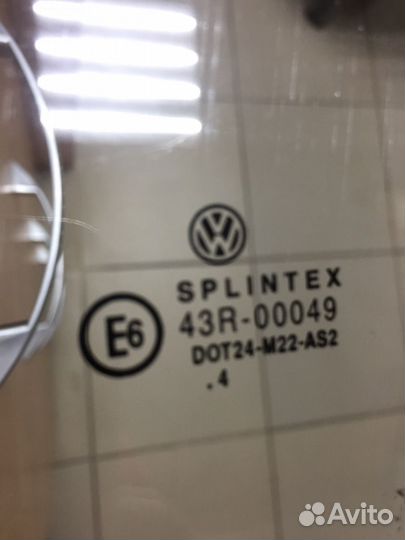 SPLINTEX
E6 43R-00049
DOT24-M22-AS2
.4
Avito